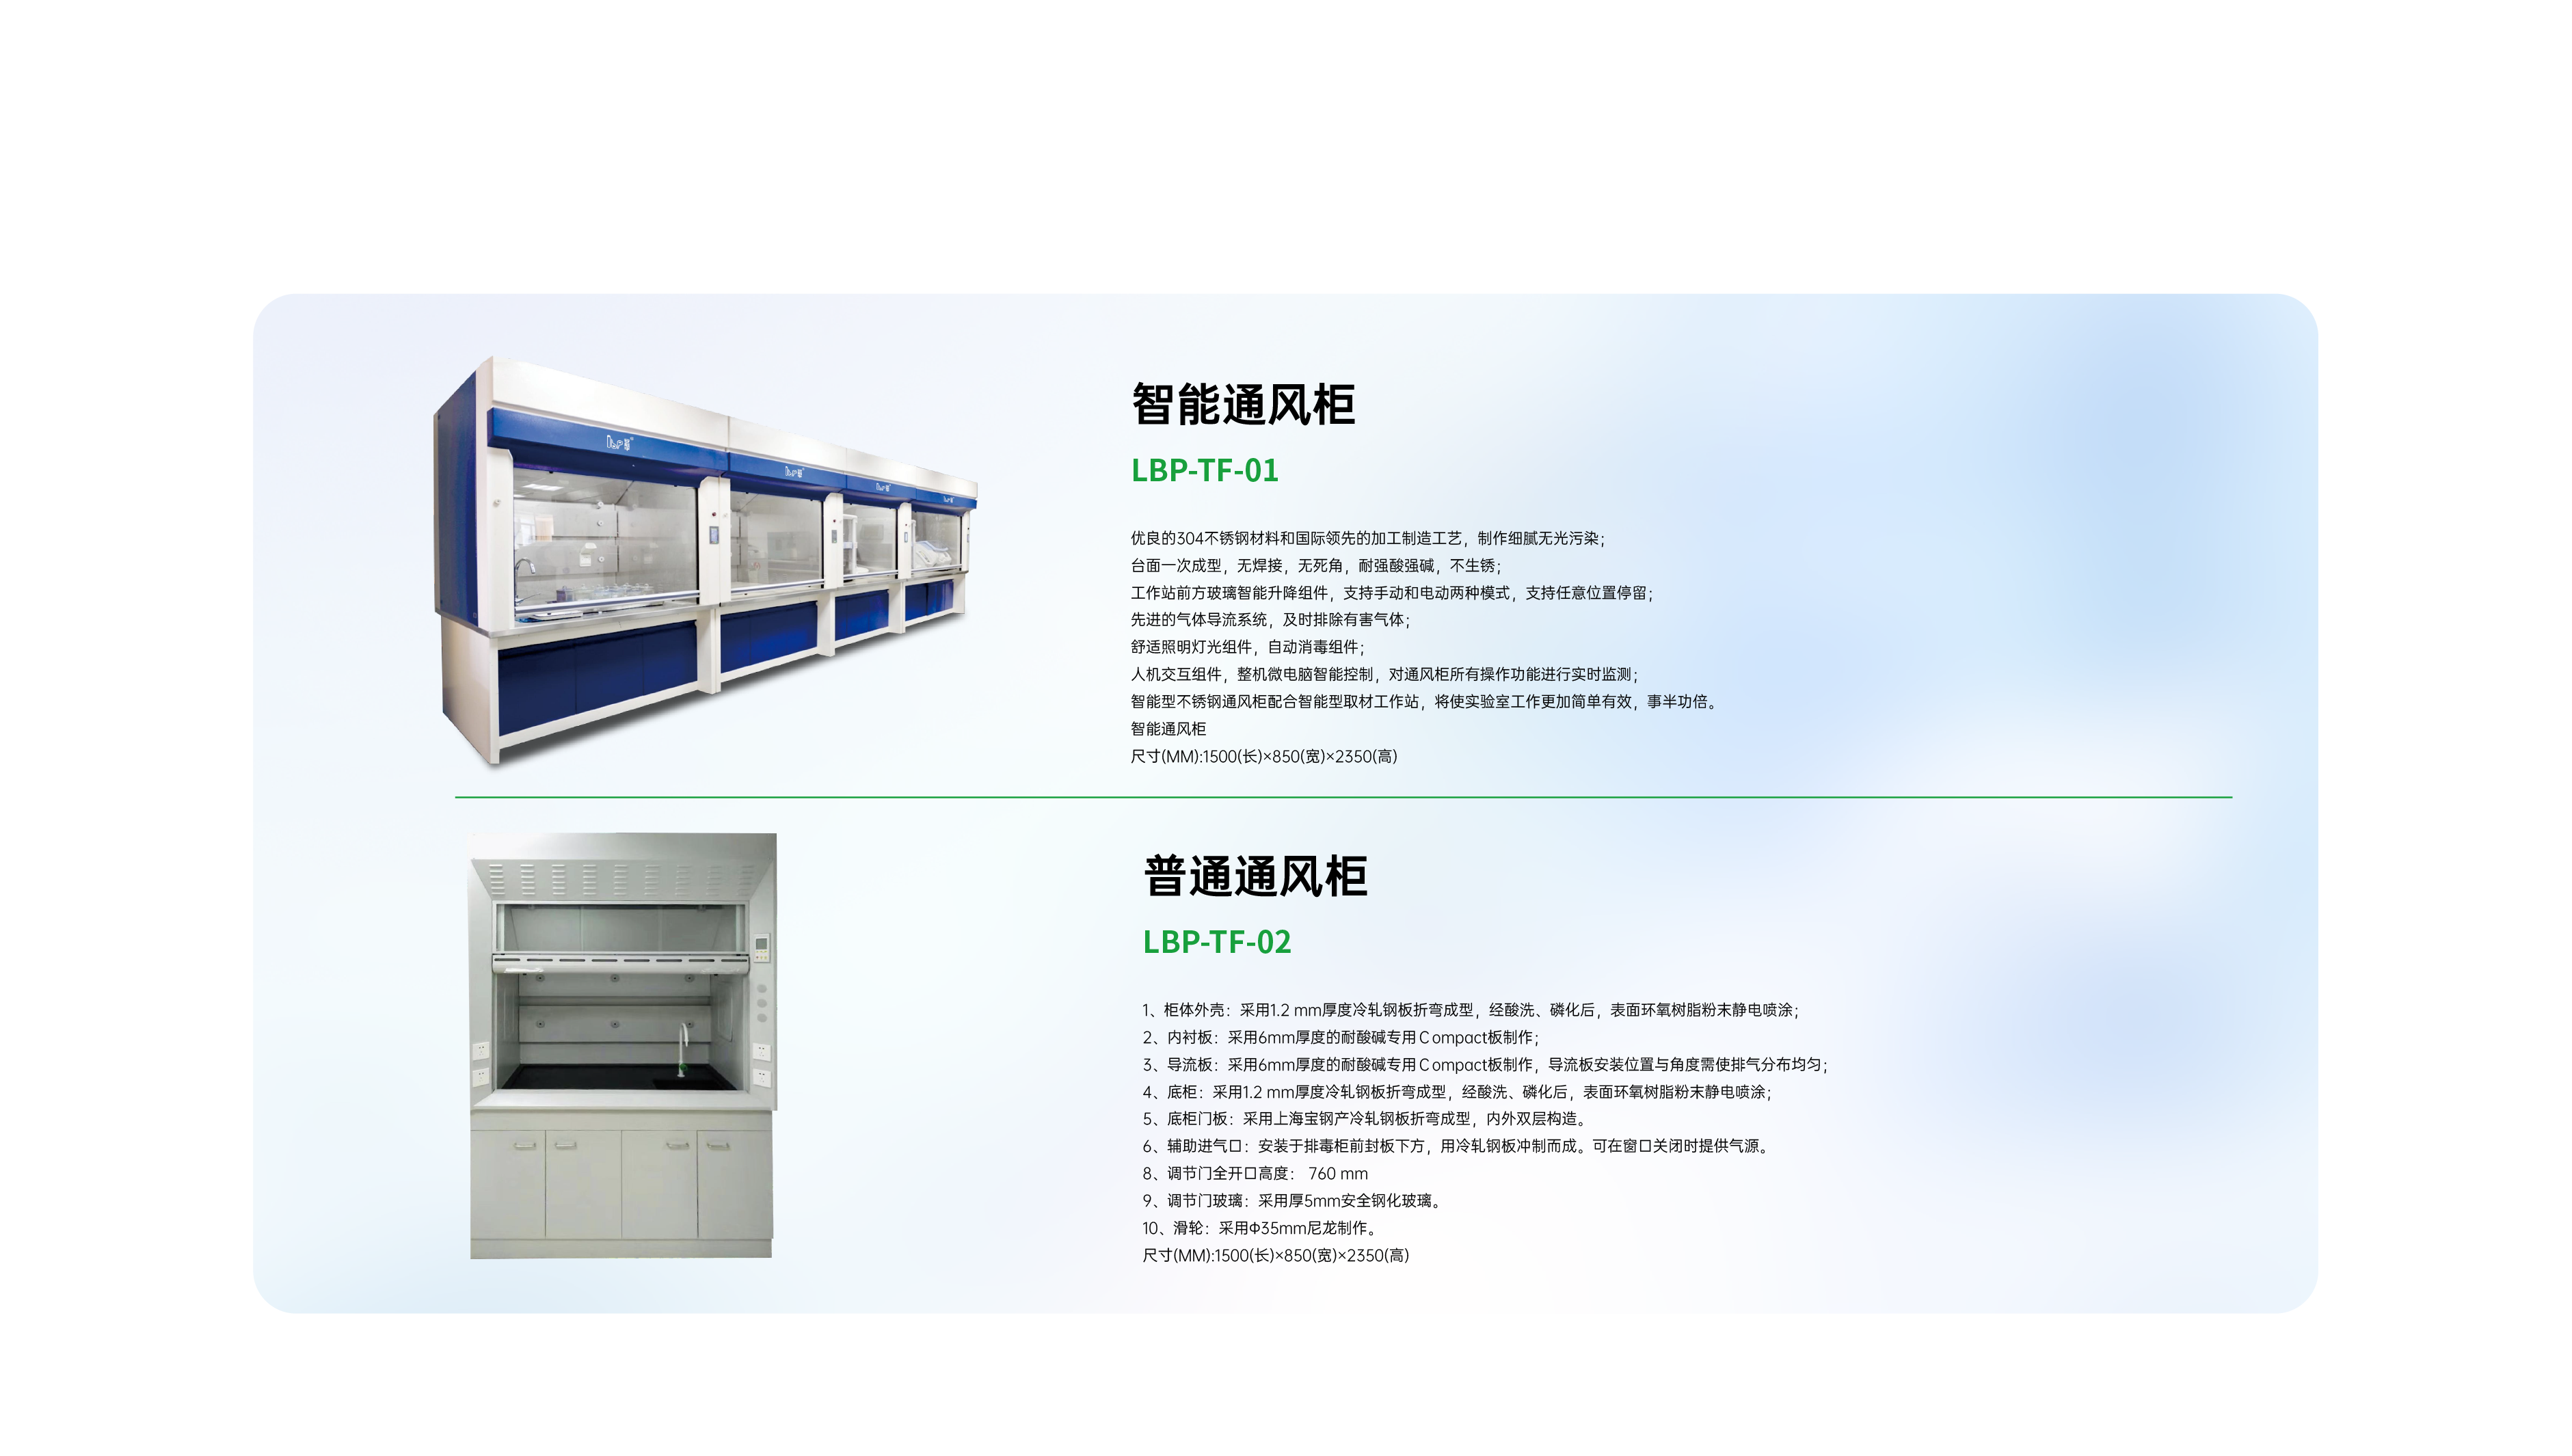 智能通风柜
LBP-TF-01
优良的304不锈钢材料和国际领先的加工制造工艺，制作细腻无光污染；
台面一次成型，无焊接，无死角，耐强酸强碱，不生锈；
工作站前方玻璃智能升降组件，支持手动和电动两种模式，支持任意位置停留；
先进的气体导流系统，及时排除有害气体；
舒适照明灯光组件，自动消毒组件；
人机交互组件，整机微电脑智能控制，对通风柜所有操作功能进行实时监测；
智能型不锈钢通风柜配合智能型取材工作站，将使实验室工作更加简单有效，事半功倍。
智能通风柜
尺寸(MM):1500(长)×850(宽)×2350(高)
普通通风柜
LBP-TF-02
1、柜体外壳：采用1.2 mm厚度冷轧钢板折弯成型，经酸洗、磷化后，表面环氧树脂粉末静电喷涂；
2、内衬板：采用6mm厚度的耐酸碱专用Compact板制作；
3、导流板：采用6mm厚度的耐酸碱专用Compact板制作，导流板安装位置与角度需使排气分布均匀；
4、底柜：采用1.2 mm厚度冷轧钢板折弯成型，经酸洗、磷化后，表面环氧树脂粉末静电喷涂；
5、底柜门板：采用上海宝钢产冷轧钢板折弯成型，内外双层构造。
6、辅助进气口：安装于排毒柜前封板下方，用冷轧钢板冲制而成。可在窗口关闭时提供气源。
8、调节门全开口高度： 760 mm
9、调节门玻璃：采用厚5mm安全钢化玻璃。
10、滑轮：采用Φ35mm尼龙制作。
尺寸(MM):1500(长)×850(宽)×2350(高)